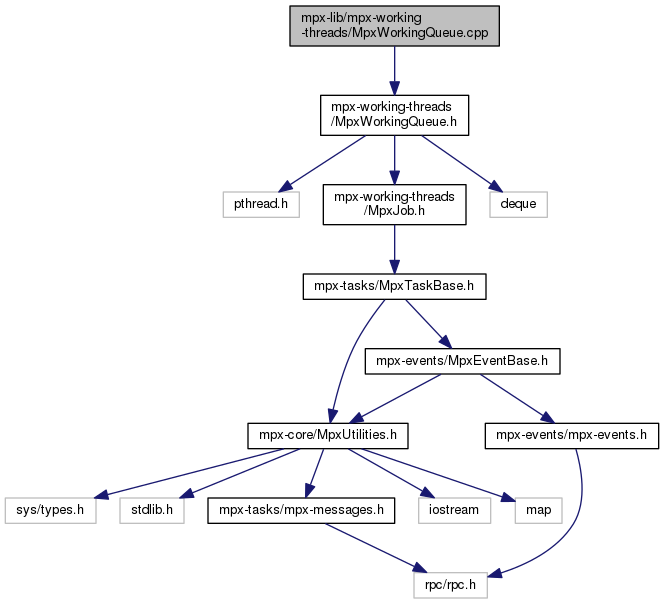 mpx-lib/mpx-working
-threads/MpxWorkingQueue.cpp
mpx-working-threads
/MpxWorkingQueue.h
pthread.h
mpx-working-threads
/MpxJob.h
deque
mpx-tasks/MpxTaskBase.h
mpx-events/MpxEventBase.h
mpx-core/MpxUtilities.h
mpx-events/mpx-events.h
sys/types.h
stdlib.h
mpx-tasks/mpx-messages.h
iostream
map
rpc/rpc.h